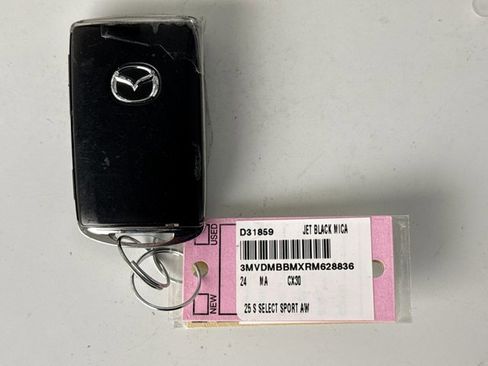 USED
NEW
D31859 JET BLACK MICA
3MVDMBBMXRM628836
24 MA CX30
25 S SELECT SPORT AW